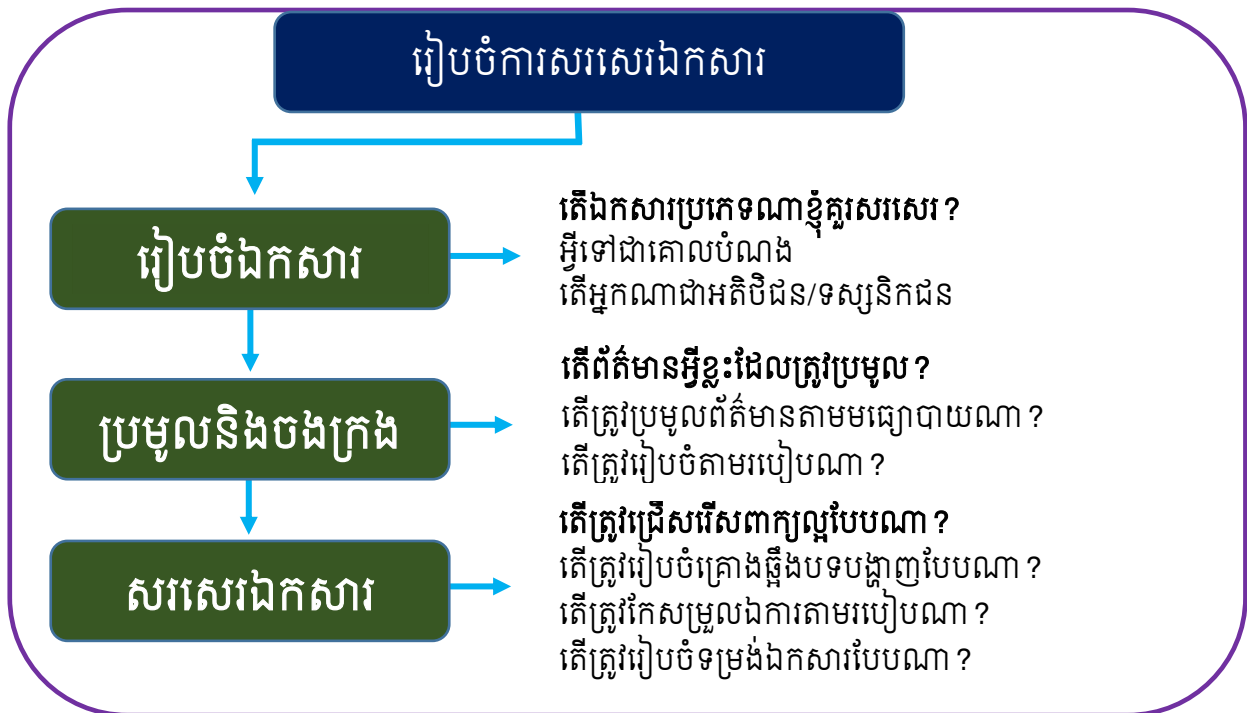 រៀបចំការសរសេរឯកសារ
រៀបចំឯកសារ
តើឯកសារប្រភេទណាខ្ញុំគួរសរសេរ ?
អ្វីទៅជាគោលបំណង
តើអ្នកណាជាអតិថិជន/ទស្សនិកជន
ប្រមូលនិងចងក្រង
តើព័ត៌មានអ្វីខ្លះដែលត្រូវប្រមូល ?
តើត្រូវប្រមូលព័ត៌មានតាមមធ្យោបាយណា ?
តើត្រូវរៀបចំតាមរបៀបណា ?
សរសេរឯកសារ
តើត្រូវជ្រើសរើសពាក្យល្អបែបណា ?
តើត្រូវរៀបចំគ្រោងឆ្អឹងបទបង្ហាញបែបណា ?
តើត្រូវកែសម្រួលឯការតាមរបៀបណា ?
តើត្រូវរៀបចំទម្រង់ឯកសារបែបណា ?